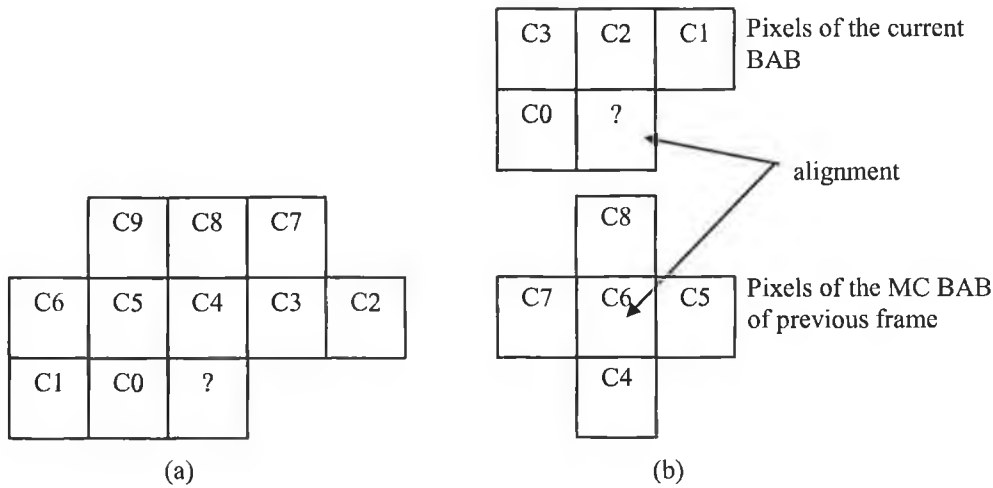 C9 C8 C7
C6 C5 C4 C3 C2
C1 C0 ?
(a)
C3 C2 C1
Pixels of the current
BAB
C0 ?
alignment
C8
C7 C6 C5
Pixels of the MC BAB
of previous frame
C4
(b)